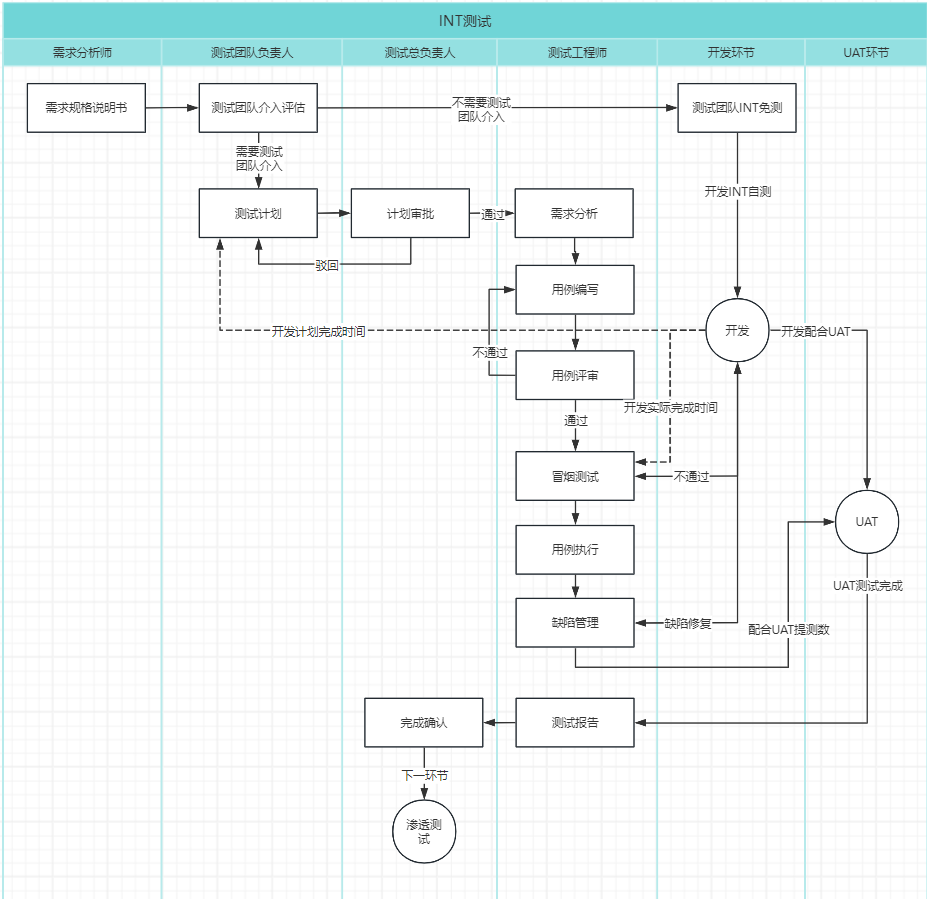 INT测试
需求分析师
测试团队负责人
测试总负责人
测试工程师
开发环节
UAT环节
需求规格说明书
测试团队介入评估
不需要测试
团队介入
测试团队INT免测
需要测试
团队介入
开发INT自测
测试计划
计划审批
通过
需求分析
驳回
用例编写
开发计划完成时间
开发
开发配合UAT
不通过
用例评审
开发实际完成时间
通过
冒烟测试
不通过
UAT
用例执行
UAT测试完成
缺陷管理
缺陷修复
配合UAT提测数
完成确认
测试报告
下一环节
渗透测
试